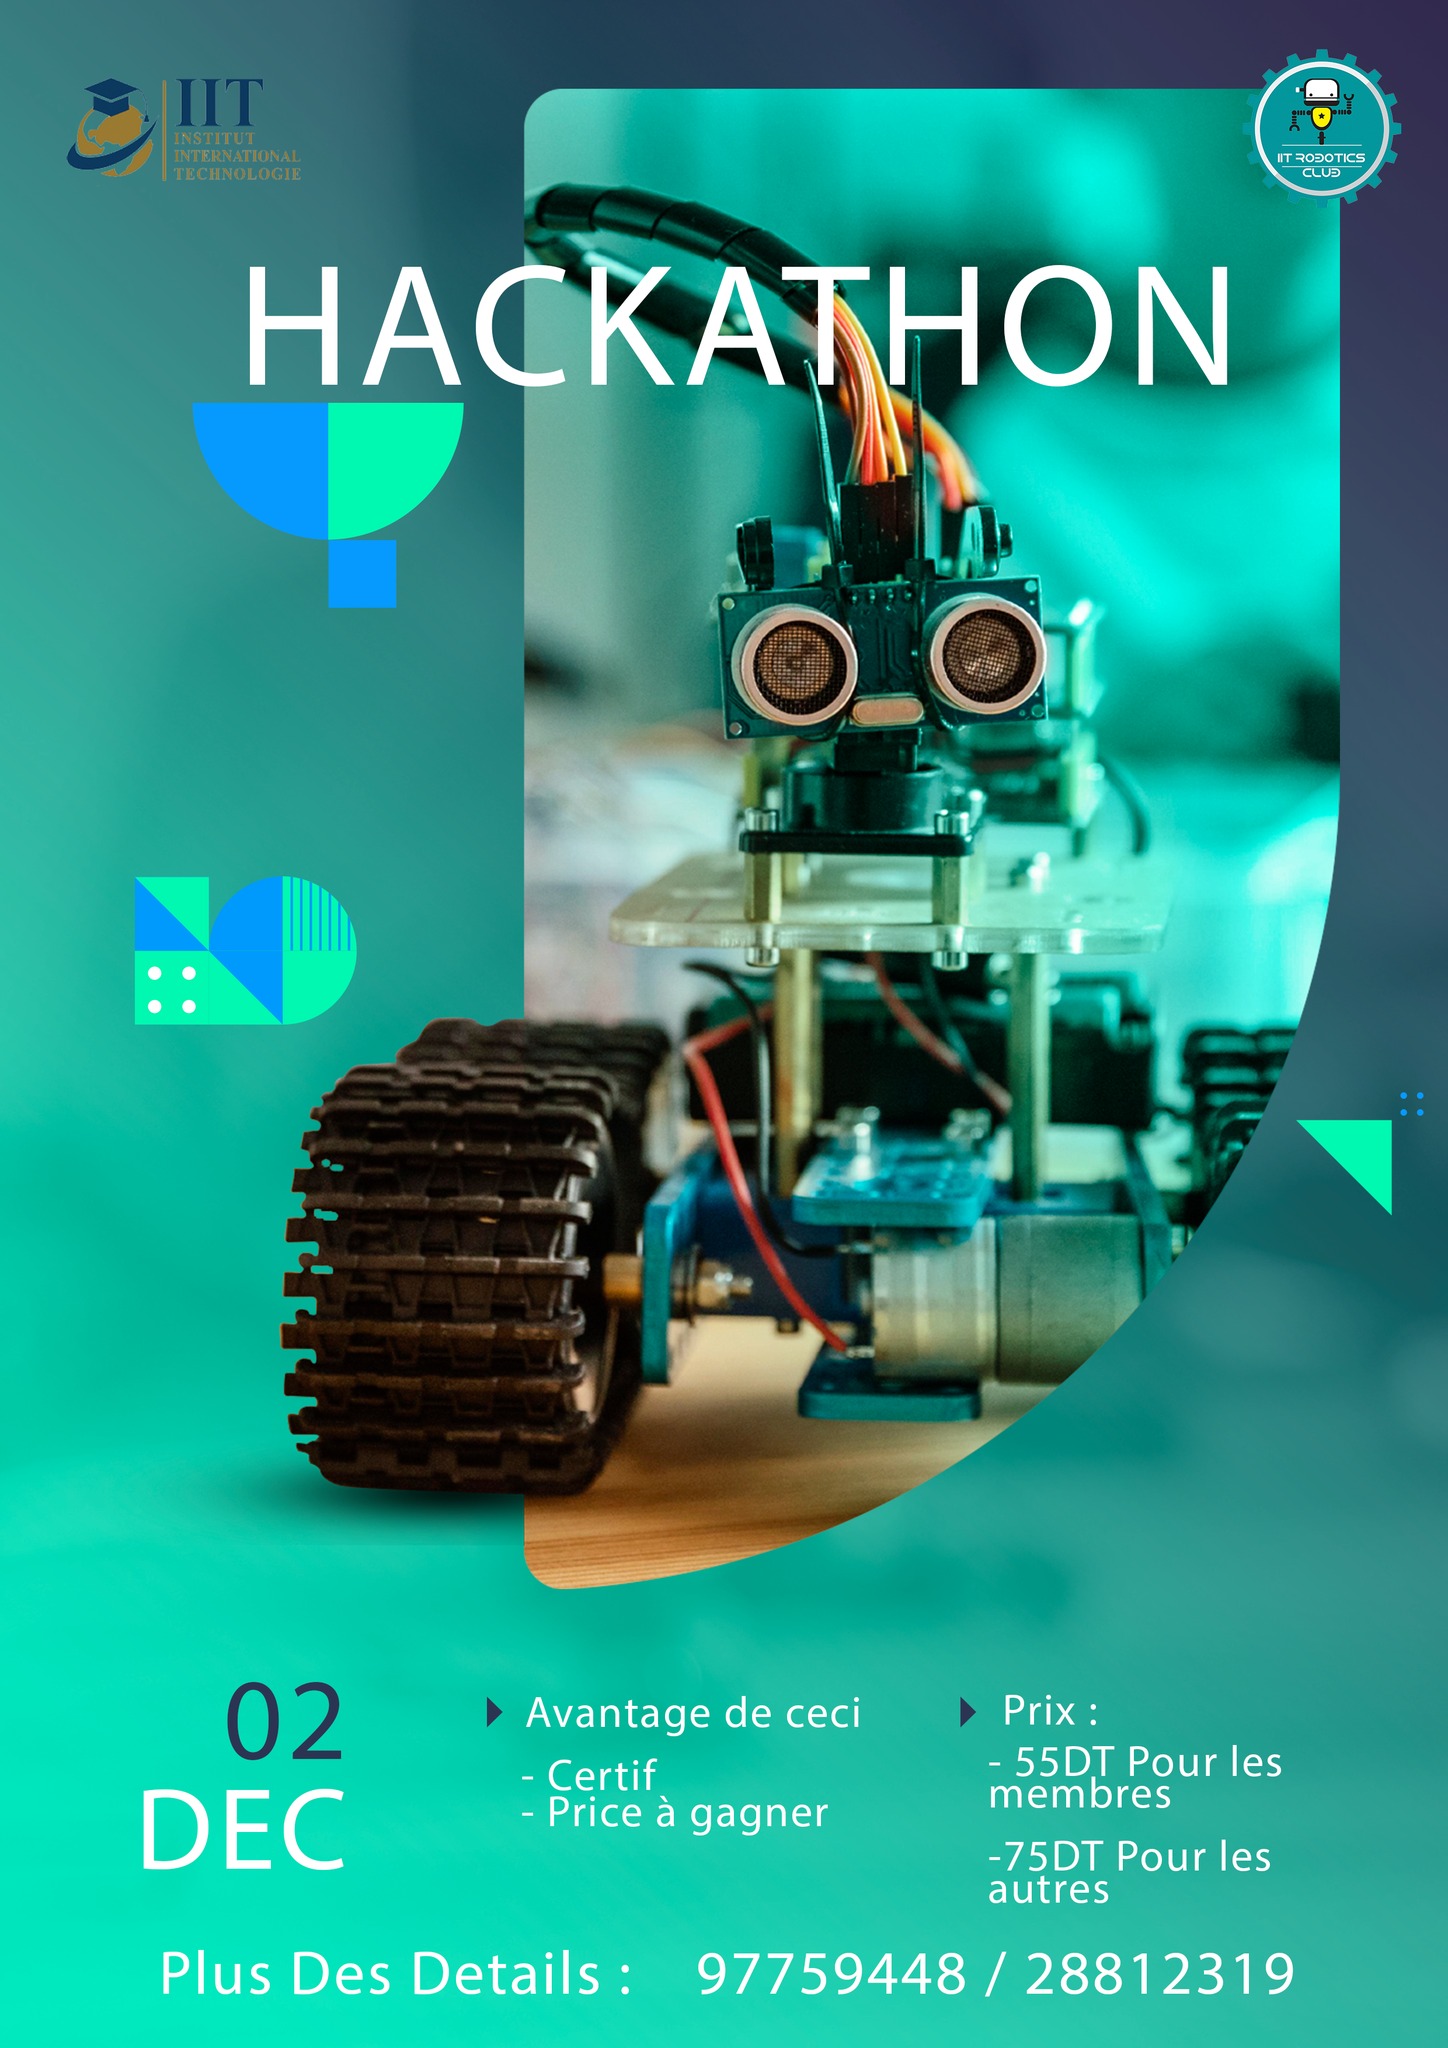 IIT
INSTITUT
INTERNATIONAL
TECHNOLOGIE
IIT ROBOTICS
CLUB
HACKATHON
02
DEC
Avantage de ceci
- Certif
- Price à gagner
Prix :
- 55DT Pour les
membres
-75DT Pour les
autres
Plus Des Details : 97759448 / 28812319